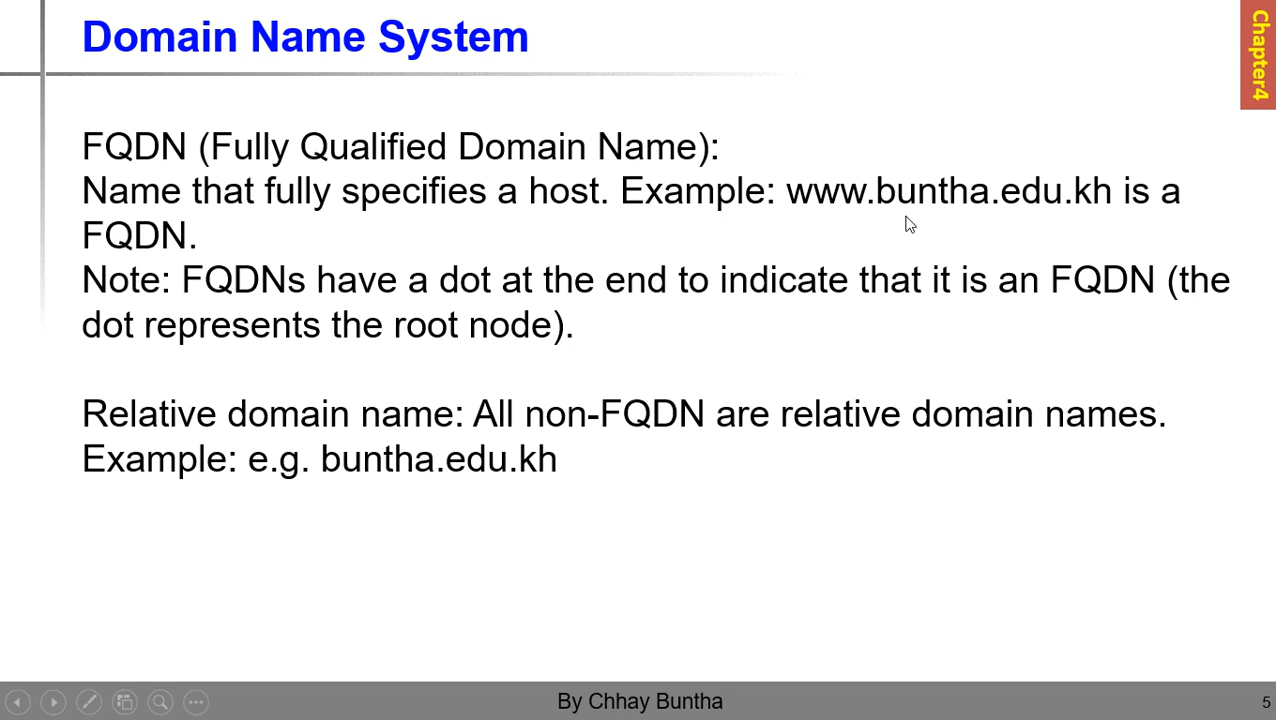 Domain Name System
Chapter4
FQDN (Fully Qualified Domain Name):
Name that fully specifies a host. Example: www.buntha.edu.kh is a
FQDN.
Note: FQDNs have a dot at the end to indicate that it is an FQDN (the
dot represents the root node).
Relative domain name: All non-FQDN are relative domain names.
Example: e.g. buntha.edu.kh
By Chhay Buntha
5